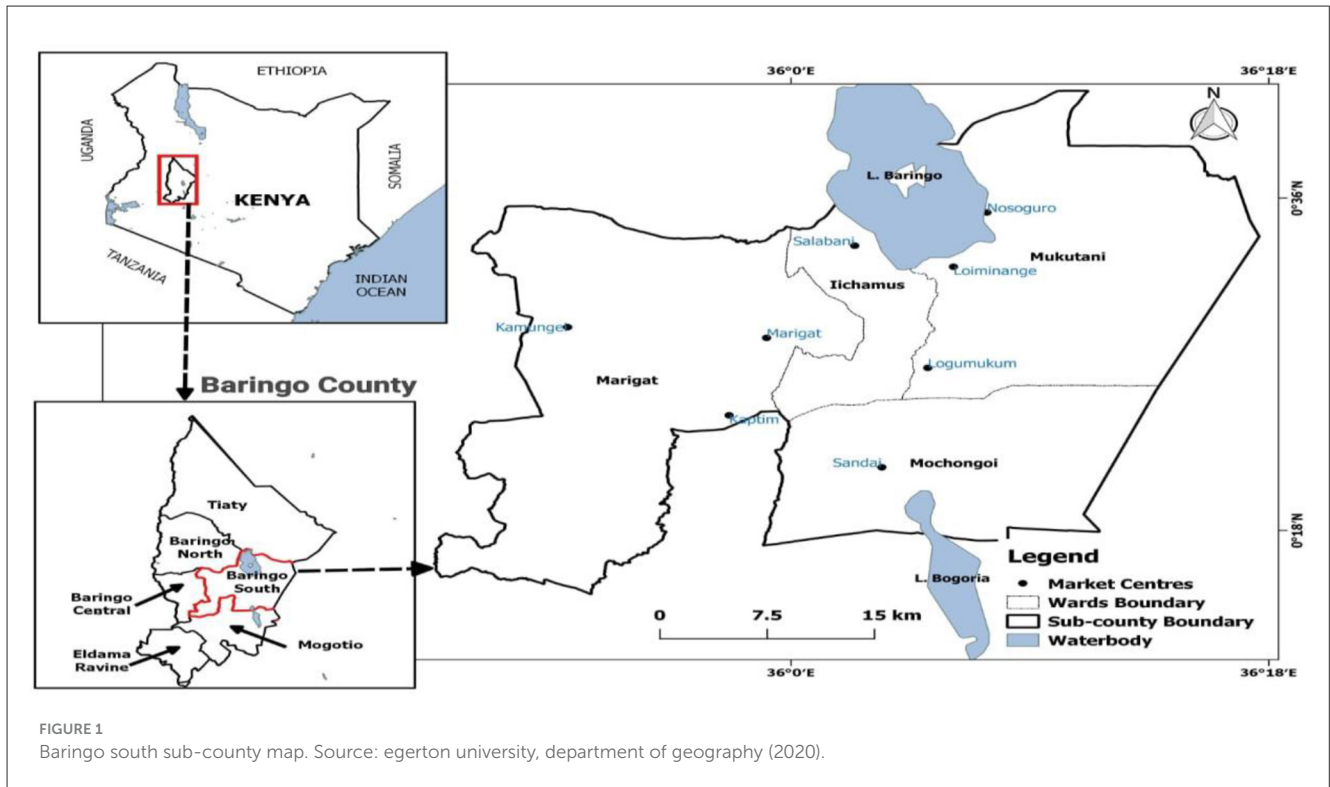 ETHIOPIA
UGANDA
SOMALIA
KENYA
TANZANIA
INDIAN
OCEAN
Baringo County
Tiaty
Baringo
North
Baringo
South
Baringo
Central
Mogotio
Eldama
Ravine
36°0'E
36°18'E
N
L. Baringo
0°36'N
Nosoguro
Salabani
Mukutani
Loiminange
Iichamus
Kamungei
Marigat
Logumukum
Marigat
Kaptim
Sandai
Mochongoi
0°18'N
L. Bogoria
Legend
Market Centres
Wards Boundary
Sub-county Boundary
Waterbody
0 7.5 15 km
36°0'E
36°18'E
FIGURE 1
Baringo south sub-county map. Source: egerton university, department of geography (2020).